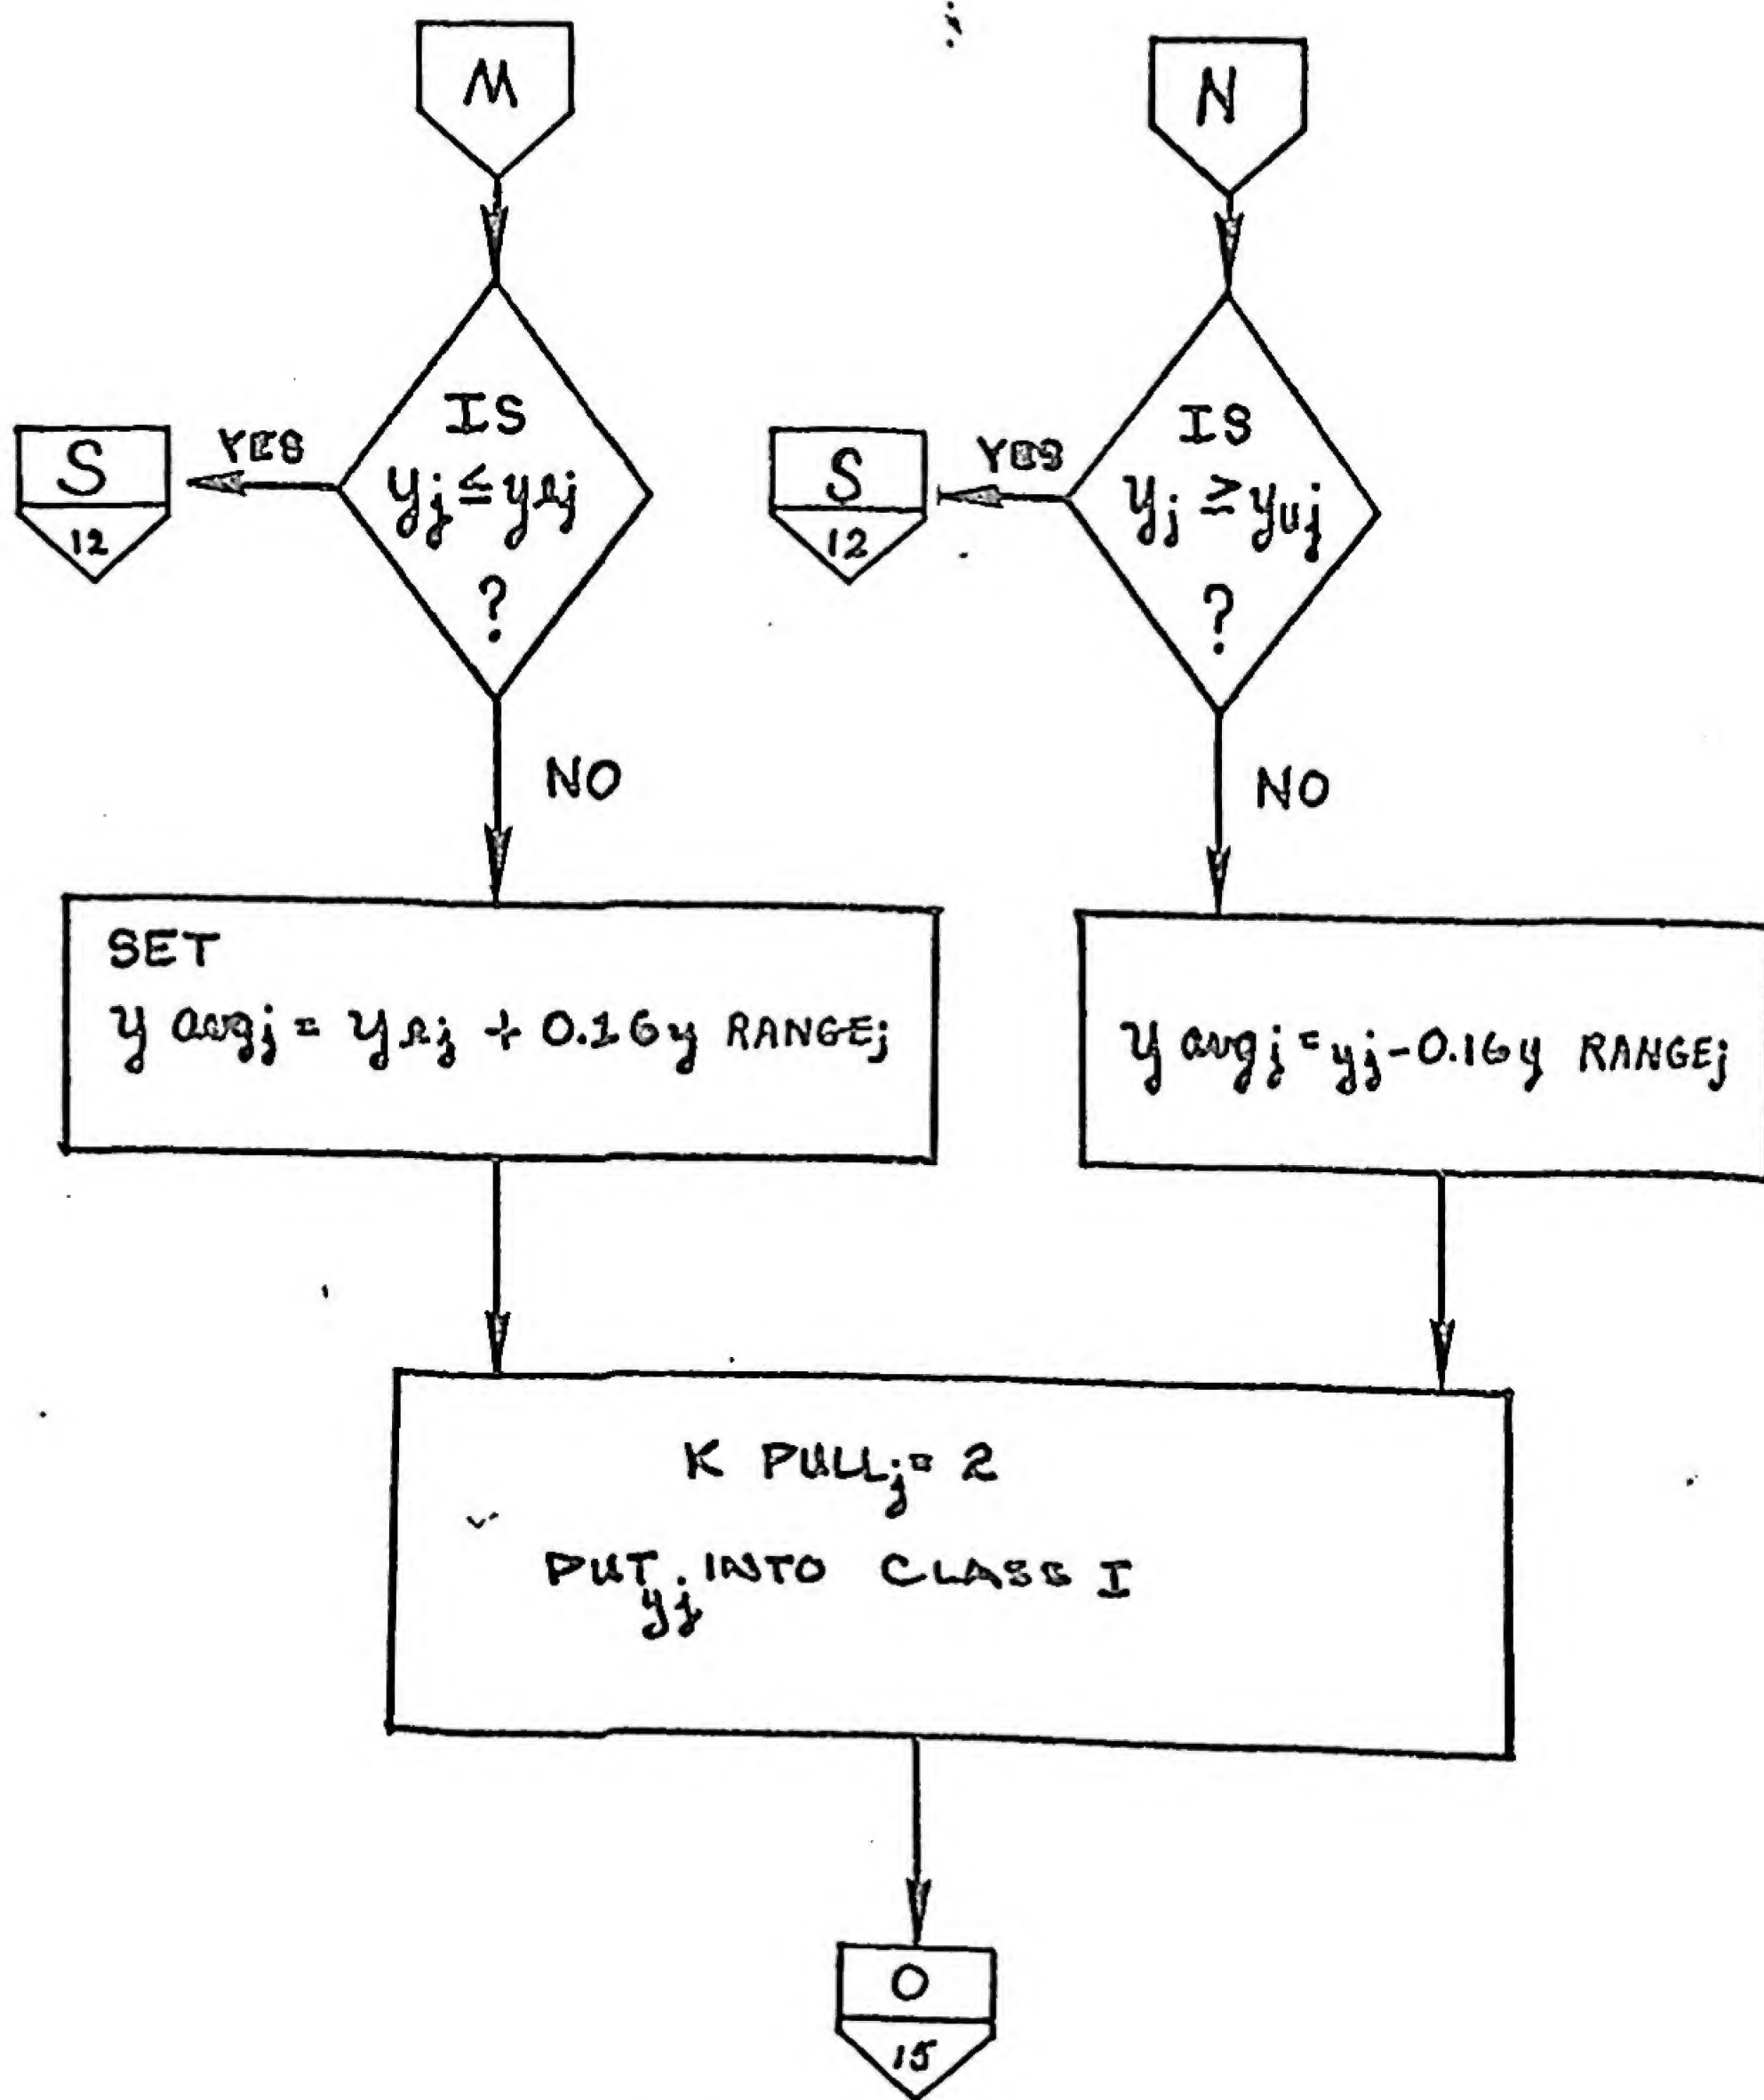 M
N
IS
yj ≤ yℓj
?
YES
S
12
IS
yj ≥ yuj
?
YES
S
12
NO
NO
SET
y avgj = yℓj + 0.16y RANGEj
y avgj = yj - 0.16y RANGEj
K PULLj = 2
PUT yj INTO CLASS I
O
15